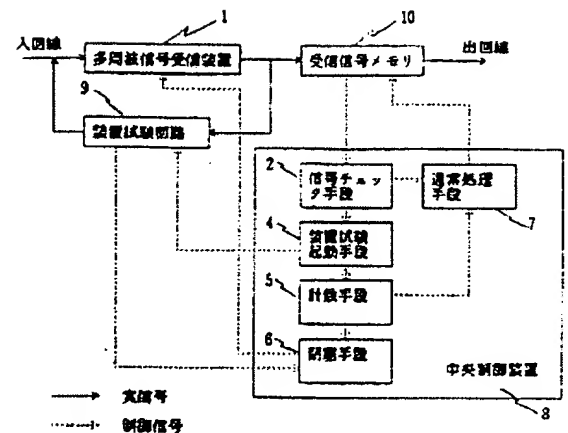 1
10
入回線
多周波信号受信装置
受信信号メモリ
出回線
9
装置試験回路
2
信号チェッ
ク手段
通常処理
手段
7
4
装置試験
起動手段
5
計数手段
6
閉塞手段
中央制御装置
8
実信号
制御信号